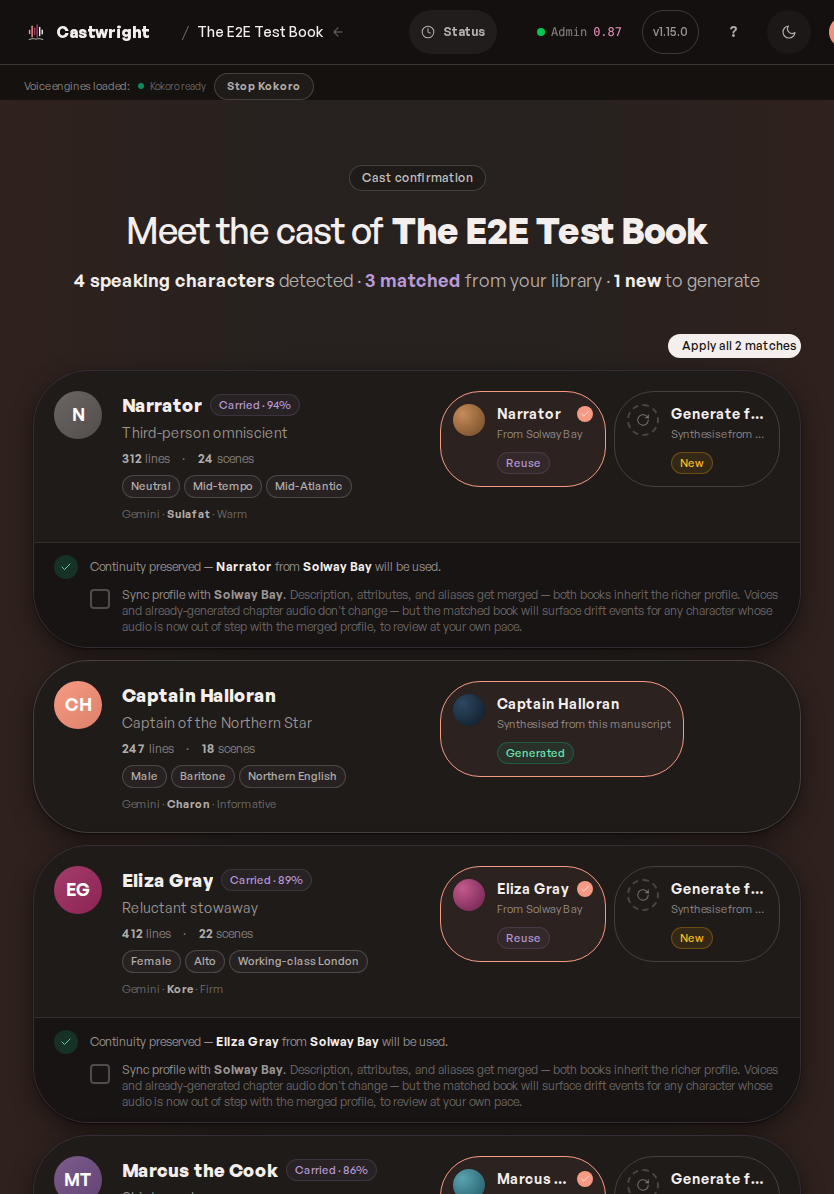 Castwright / The E2E Test Book ← Status Admin 0.87 v1.15.0 ?
Voice engines loaded: Kokoro ready Stop Kokoro
Cast confirmation
Meet the cast of The E2E Test Book
4 speaking characters detected · 3 matched from your library · 1 new to generate
Apply all 2 matches
N
Narrator Carried · 94%
Third-person omniscient
312 lines · 24 scenes
Neutral Mid-tempo Mid-Atlantic
Gemini · Sulafat · Warm
Narrator
From Solway Bay
Reuse
Generate f...
Synthesise from ...
New
Continuity preserved — Narrator from Solway Bay will be used.
Sync profile with Solway Bay. Description, attributes, and aliases get merged — both books inherit the richer profile. Voices
and already-generated chapter audio don't change — but the matched book will surface drift events for any character whose
audio is now out of step with the merged profile, to review at your own pace.
CH
Captain Halloran
Captain of the Northern Star
247 lines · 18 scenes
Male Baritone Northern English
Gemini · Charon · Informative
Captain Halloran
Synthesised from this manuscript
Generated
EG
Eliza Gray Carried · 89%
Reluctant stowaway
412 lines · 22 scenes
Female Alto Working-class London
Gemini · Kore · Firm
Eliza Gray
From Solway Bay
Reuse
Generate f...
Synthesise from ...
New
Continuity preserved — Eliza Gray from Solway Bay will be used.
Sync profile with Solway Bay. Description, attributes, and aliases get merged — both books inherit the richer profile. Voices
and already-generated chapter audio don't change — but the matched book will surface drift events for any character whose
audio is now out of step with the merged profile, to review at your own pace.
MT
Marcus the Cook Carried · 86%
Marcus ...
Generate f...